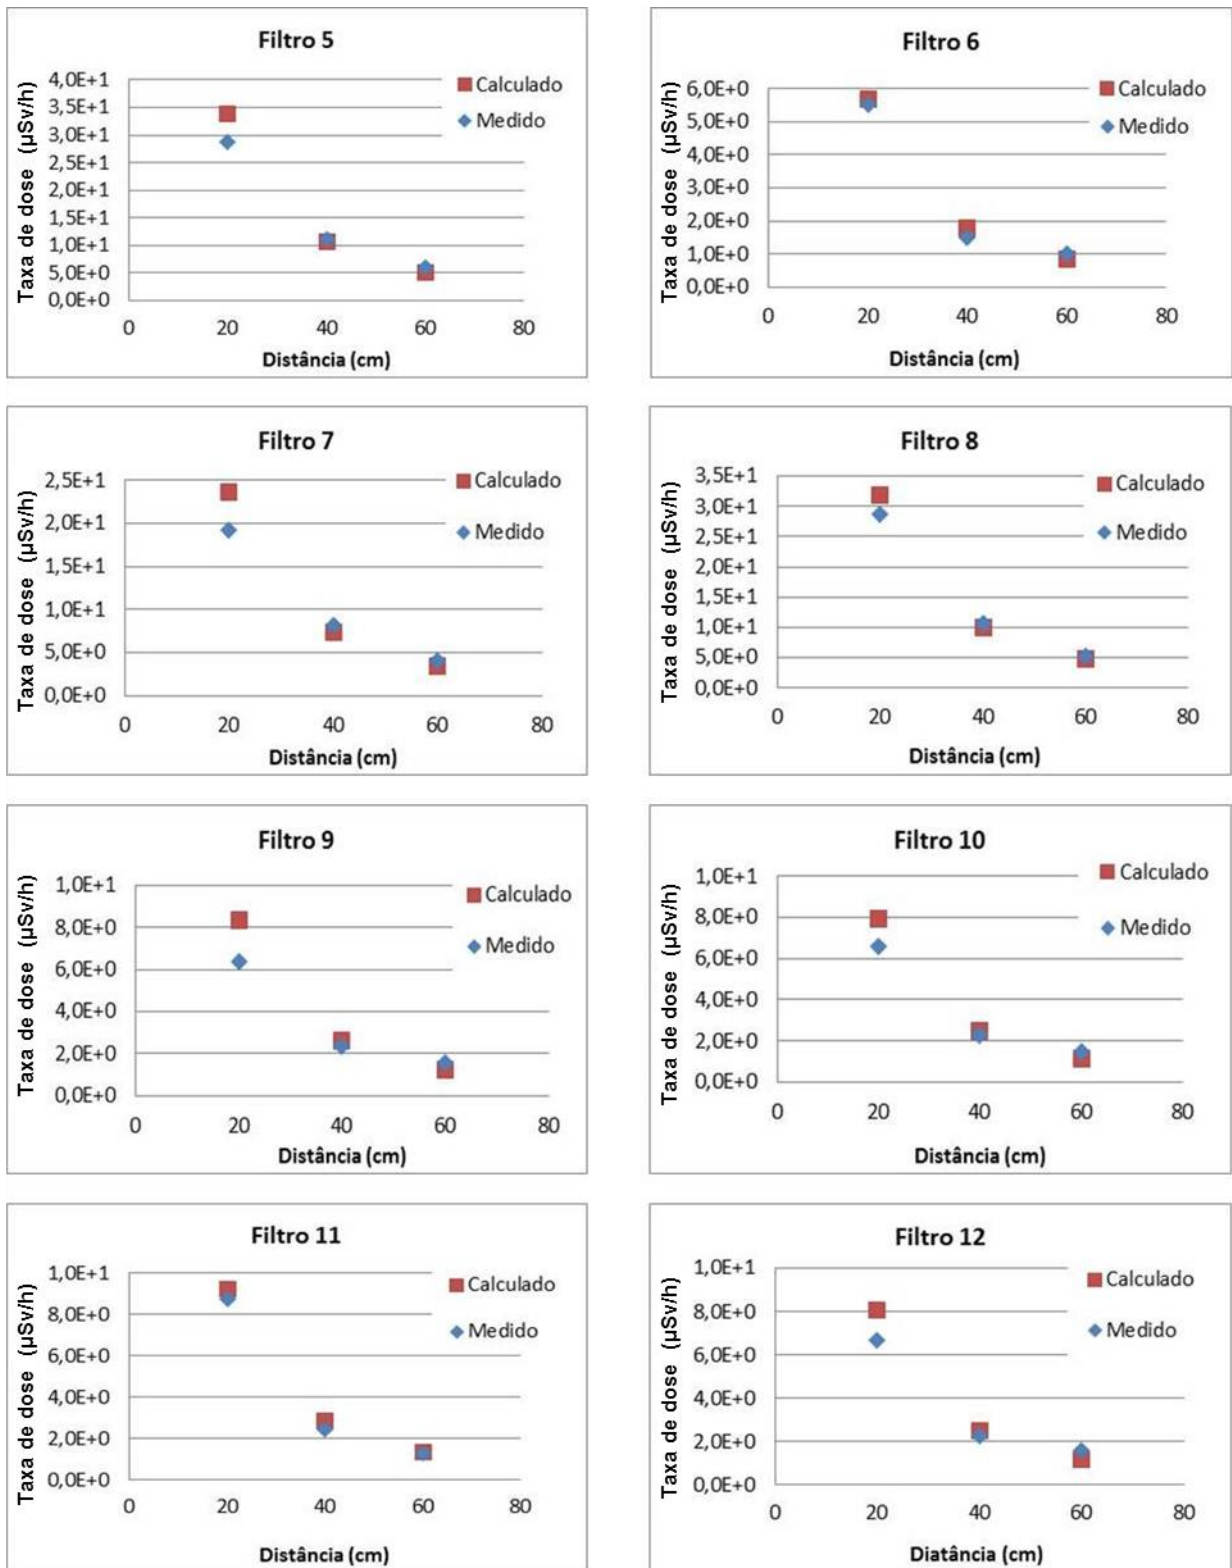 Filtro 5
4,0E+1
3,5E+1
3,0E+1
2,5E+1
2,0E+1
1,5E+1
1,0E+1
5,0E+0
0,0E+0
Taxa de dose (µSv/h)
Calculado
Medido
0 20 40 60 80
Distância (cm)
Filtro 6
6,0E+0
5,0E+0
4,0E+0
3,0E+0
2,0E+0
1,0E+0
0,0E+0
Taxa de dose (µSv/h)
Calculado
Medido
0 20 40 60 80
Distância (cm)
Filtro 7
2,5E+1
2,0E+1
1,5E+1
1,0E+1
5,0E+0
0,0E+0
Taxa de dose (µSv/h)
Calculado
Medido
0 20 40 60 80
Distância (cm)
Filtro 8
3,5E+1
3,0E+1
2,5E+1
2,0E+1
1,5E+1
1,0E+1
5,0E+0
0,0E+0
Taxa de dose (µSv/h)
Calculado
Medido
0 20 40 60 80
Distância (cm)
Filtro 9
1,0E+1
8,0E+0
6,0E+0
4,0E+0
2,0E+0
0,0E+0
Taxa de dose (µSv/h)
Calculado
Medido
0 20 40 60 80
Distância (cm)
Filtro 10
1,0E+1
8,0E+0
6,0E+0
4,0E+0
2,0E+0
0,0E+0
Taxa de dose (µSv/h)
Calculado
Medido
0 20 40 60 80
Distância (cm)
Filtro 11
1,0E+1
8,0E+0
6,0E+0
4,0E+0
2,0E+0
0,0E+0
Taxa de dose (µSv/h)
Calculado
Medido
0 20 40 60 80
Distância (cm)
Filtro 12
1,0E+1
8,0E+0
6,0E+0
4,0E+0
2,0E+0
0,0E+0
Taxa de dose (µSv/h)
Calculado
Medido
0 20 40 60 80
Diatância (cm)